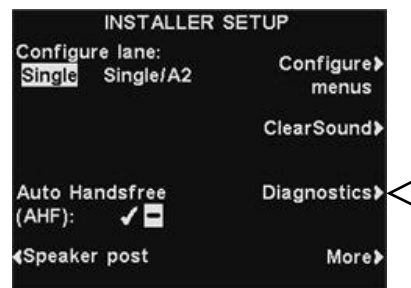 INSTALLER SETUP
Configure lane:
Single Single/A2
Configure
menus
ClearSound
Auto Handsfree
(AHF):
Diagnostics
Speaker post
More